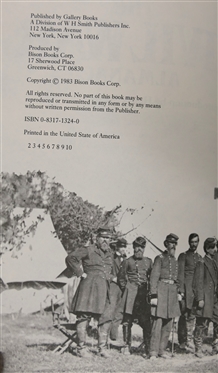 Published by Gallery Books
A Division of W H Smith Publishers Inc.
112 Madison Avenue
New York, New York 10016
Produced by
Bison Books Corp.
17 Sherwood Place
Greenwich, CT 06830
Copyright © 1983 Bison Books Corp.
All rights reserved. No part of this book may be
reproduced or transmitted in any form or by any means
without written permission from the Publisher.
ISBN 0-8317-1324-0
Printed in the United State of America
2 3 4 5 6 7 8 9 10